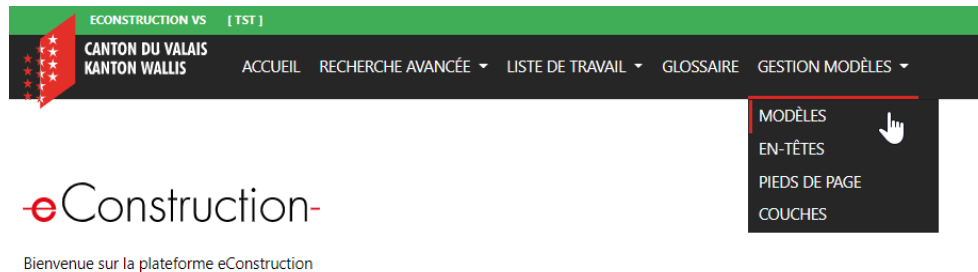 ECONSTRUCTION VS [ TST ]
CANTON DU VALAIS
KANTON WALLIS
ACCUEIL RECHERCHE AVANCÉE LISTE DE TRAVAIL GLOSSAIRE GESTION MODÈLES
MODÈLES
EN-TÊTES
PIEDS DE PAGE
COUCHES
eConstruction
Bienvenue sur la plateforme eConstruction